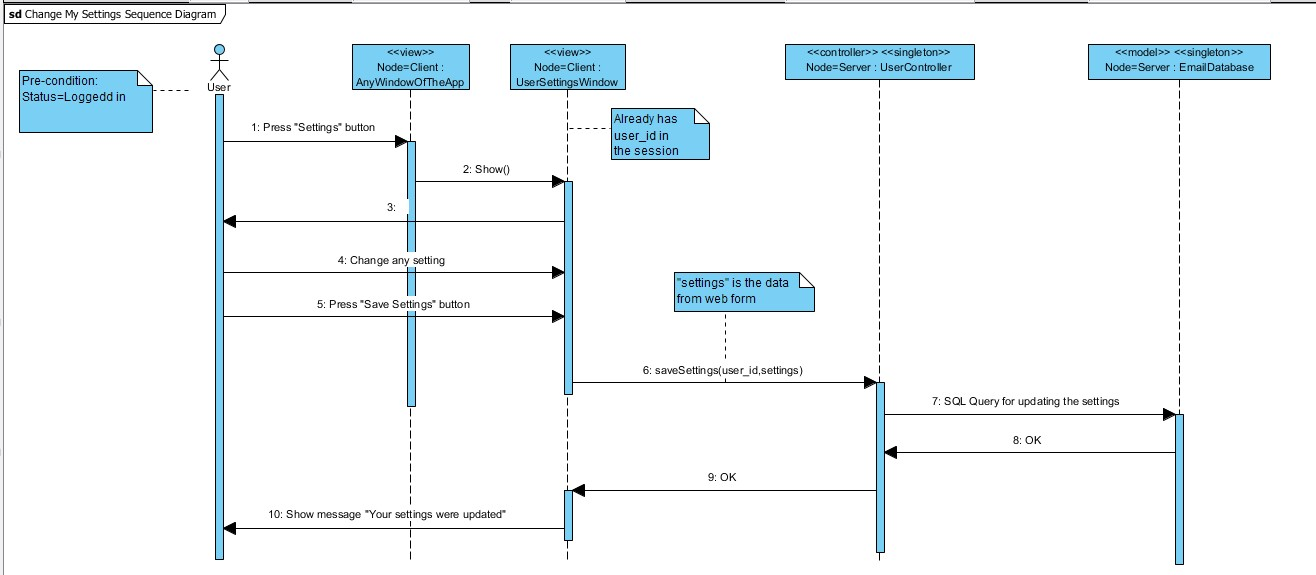 sd Change My Settings Sequence Diagram
Pre-condition:
Status=Loggedd in
User
<<view>>
Node=Client :
AnyWindowOfTheApp
<<view>>
Node=Client :
UserSettingsWindow
<<controller>> <<singleton>>
Node=Server : UserController
<<model>> <<singleton>>
Node=Server : EmailDatabase
Already has
user_id in
the session
1: Press "Settings" button
2: Show()
3:
4: Change any setting
"settings" is the data
from web form
5: Press "Save Settings" button
6: saveSettings(user_id,settings)
7: SQL Query for updating the settings
8: OK
9: OK
10: Show message "Your settings were updated"